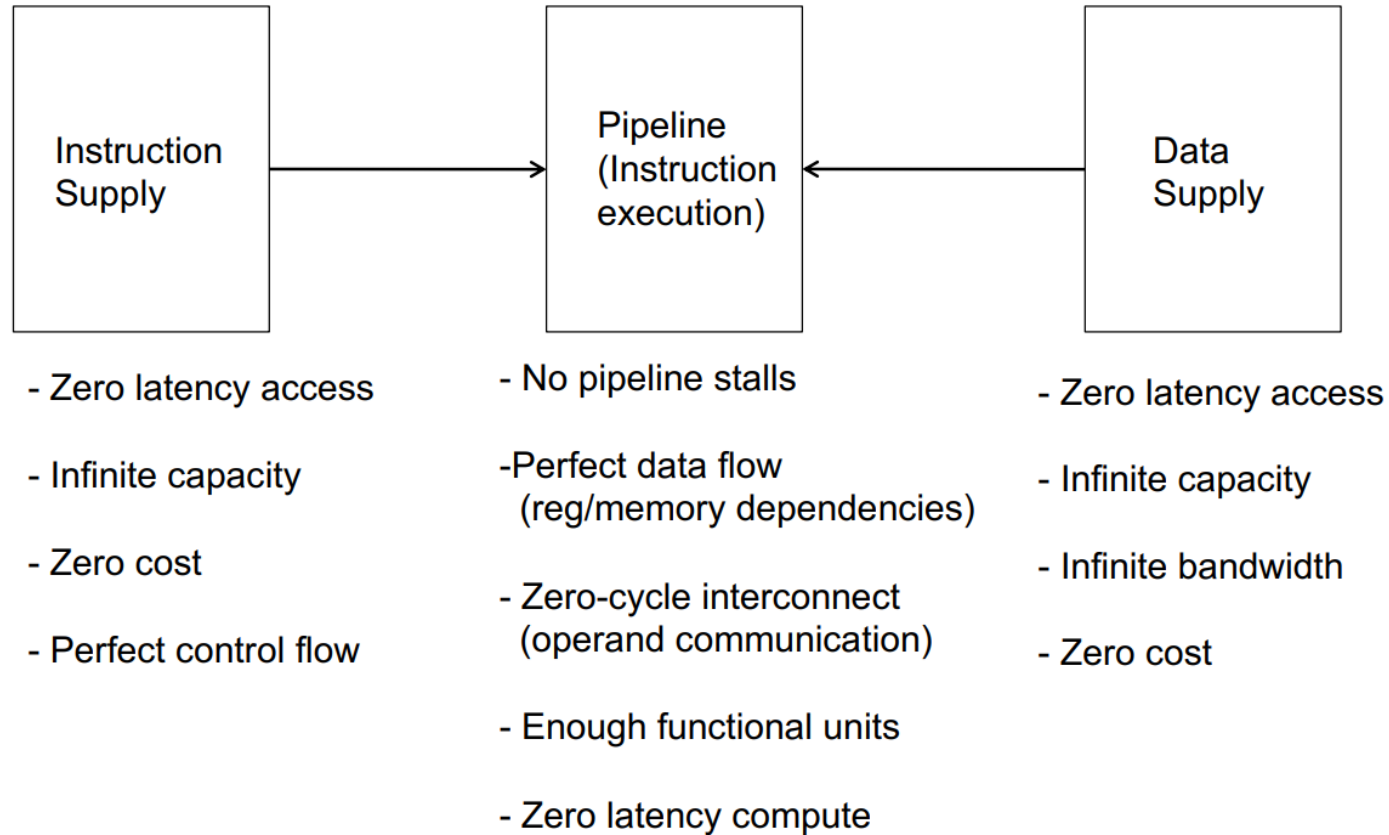 Instruction
Supply
Pipeline
(Instruction
execution)
Data
Supply
- Zero latency access
- Infinite capacity
- Zero cost
- Perfect control flow
- No pipeline stalls
-Perfect data flow
(reg/memory dependencies)
- Zero-cycle interconnect
(operand communication)
- Enough functional units
- Zero latency compute
- Zero latency access
- Infinite capacity
- Infinite bandwidth
- Zero cost